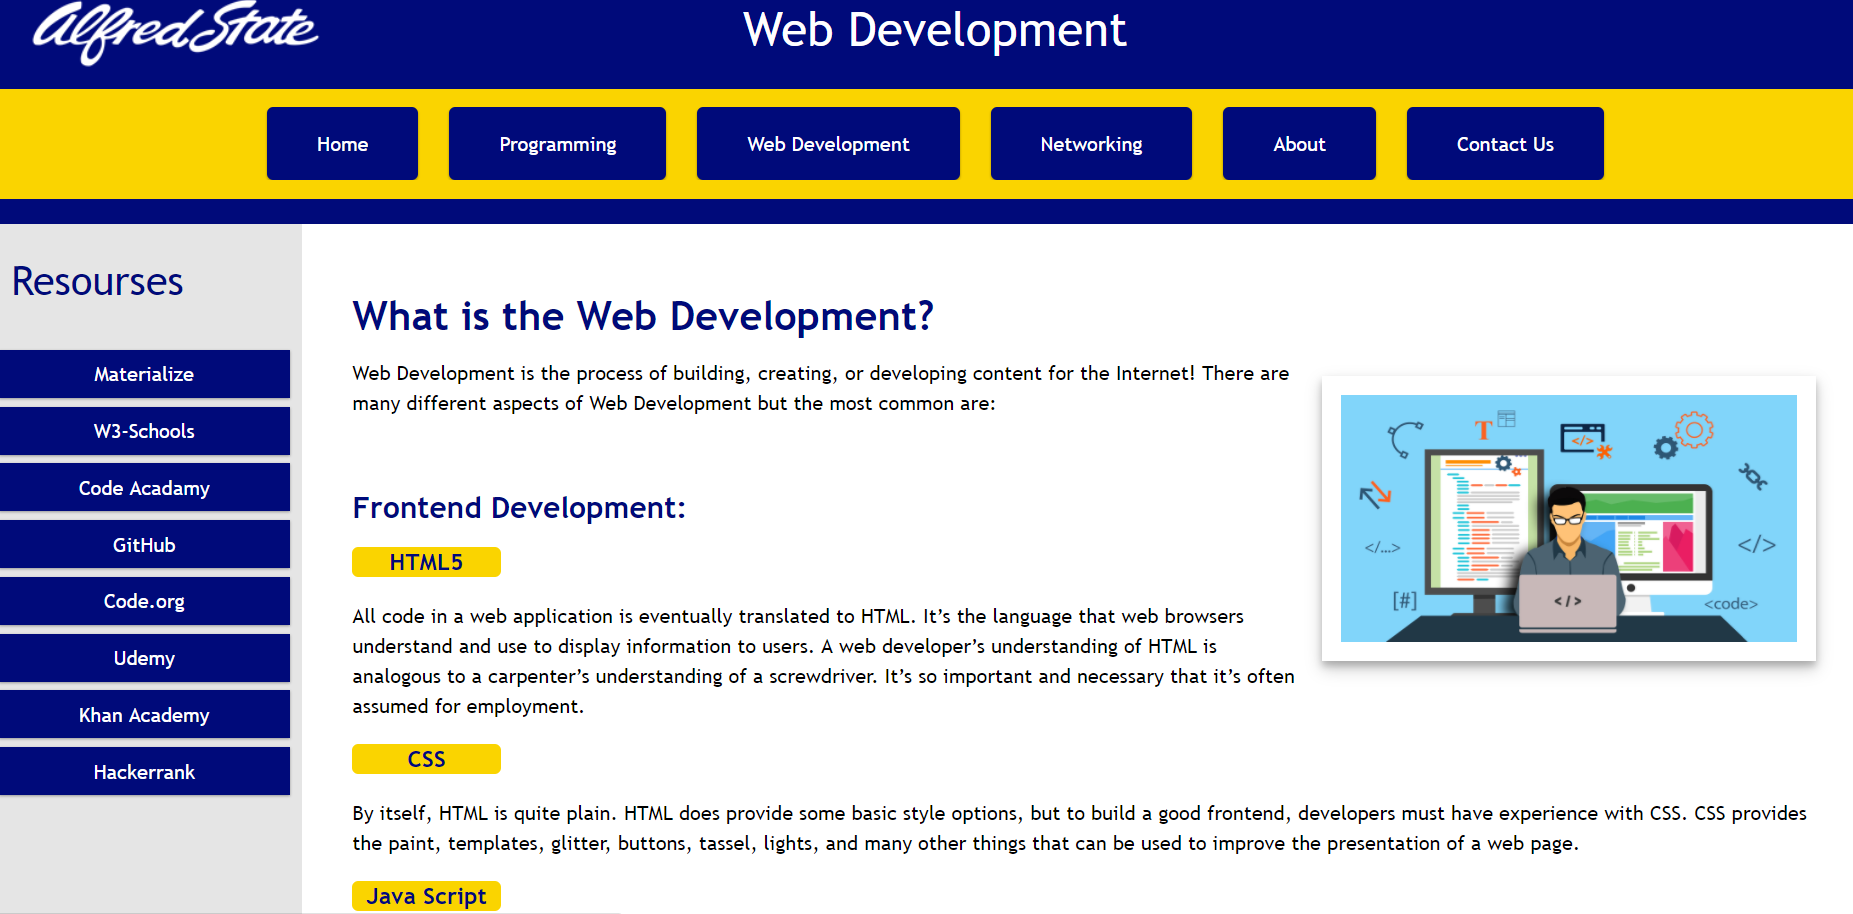 Alfred State
Web Development
Home
Programming
Web Development
Networking
About
Contact Us
Resourses
Materialize
W3-Schools
Code Acadamy
GitHub
Code.org
Udemy
Khan Academy
Hackerrank
What is the Web Development?
Web Development is the process of building, creating, or developing content for the Internet! There are
many different aspects of Web Development but the most common are:
T
</>
</...>
</>
[#]
</>
<code>
Frontend Development:
HTML5
All code in a web application is eventually translated to HTML. It’s the language that web browsers
understand and use to display information to users. A web developer’s understanding of HTML is
analogous to a carpenter’s understanding of a screwdriver. It’s so important and necessary that it’s often
assumed for employment.
CSS
By itself, HTML is quite plain. HTML does provide some basic style options, but to build a good frontend, developers must have experience with CSS. CSS provides
the paint, templates, glitter, buttons, tassel, lights, and many other things that can be used to improve the presentation of a web page.
Java Script